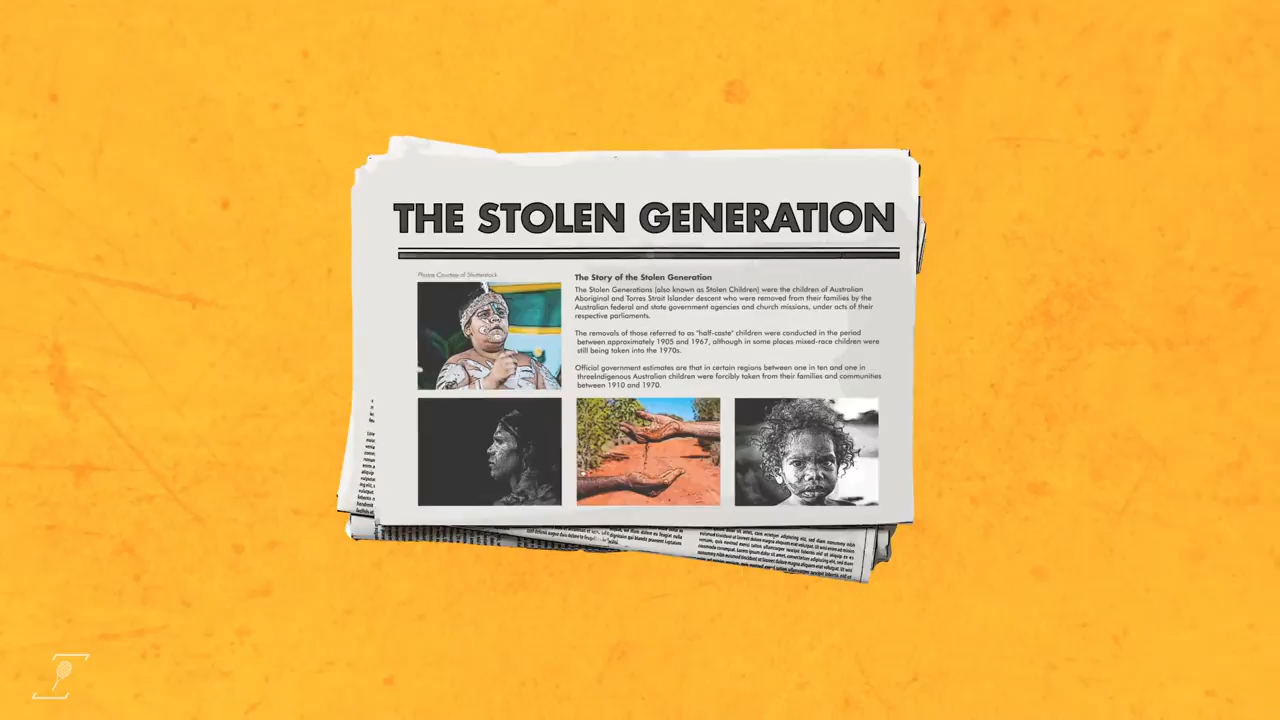 THE STOLEN GENERATION
Photos Courtesy of Shutterstock
The Story of the Stolen Generation
The Stolen Generations (also known as Stolen Children) were the children of Australian
Aboriginal and Torres Strait Islander descent who were removed from their families by the
Australian federal and state government agencies and church missions, under acts of their
respective parliaments.
The removals of those referred to as "half-caste" children were conducted in the period
between approximately 1905 and 1967, although in some places mixed-race children were
still being taken into the 1970s.
Official government estimates are that in certain regions between one in ten and one in
threeIndigenous Australian children were forcibly taken from their families and communities
between 1910 and 1970.